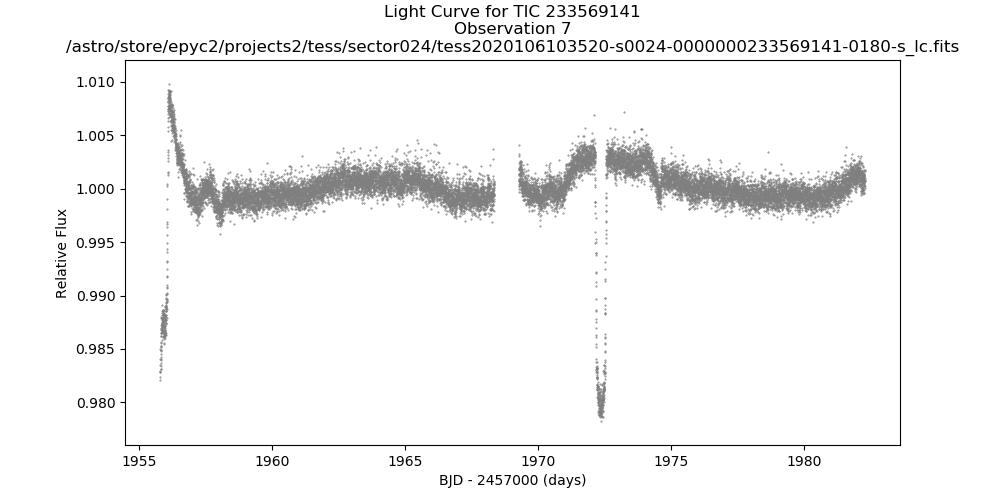 Light Curve for TIC 233569141
Observation 7
/astro/store/epyc2/projects2/tess/sector024/tess2020106103520-s0024-0000000233569141-0180-s_lc.fits
1.010
1.005
1.000
0.995
0.990
0.985
0.980
Relative Flux
1955
1960
1965
1970
1975
1980
BJD - 2457000 (days)